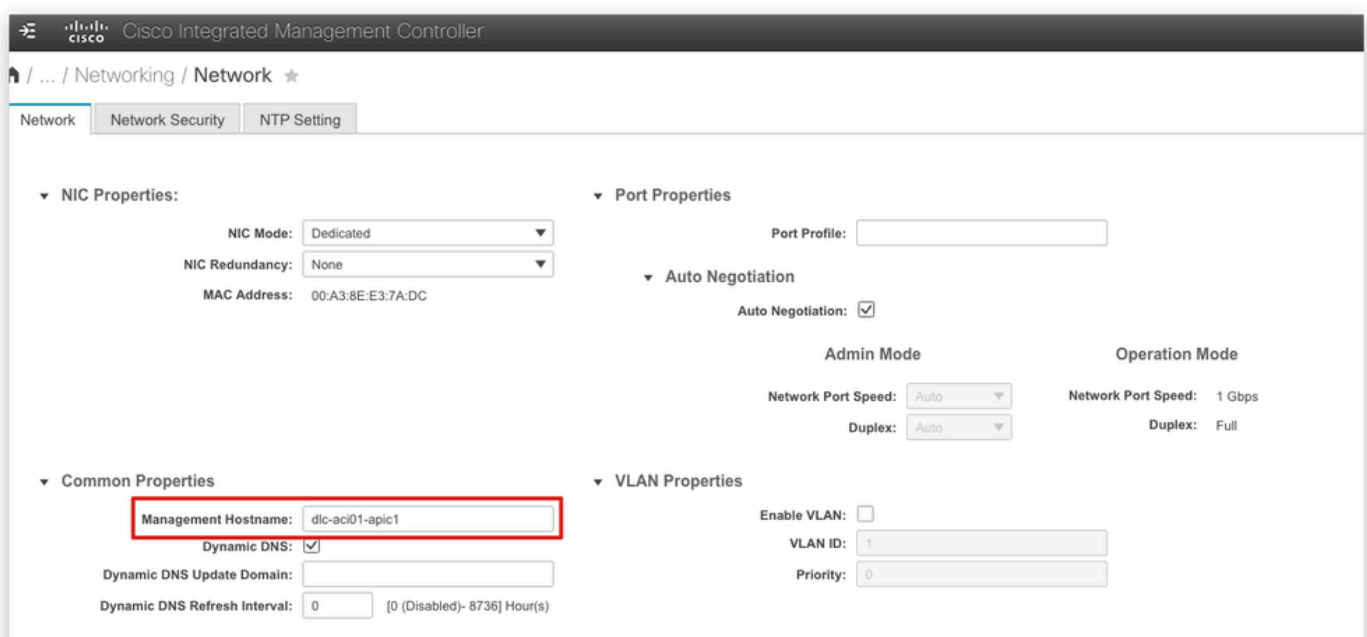 cisco Cisco Integrated Management Controller
/ ... / Networking / Network
Network Network Security NTP Setting
NIC Properties:
NIC Mode: Dedicated
NIC Redundancy: None
MAC Address: 00:A3:8E:E3:7A:DC
Port Properties
Port Profile:
Auto Negotiation
Auto Negotiation:
Admin Mode Operation Mode
Network Port Speed: Auto Network Port Speed: 1 Gbps
Duplex: Auto Duplex: Full
Common Properties
Management Hostname: dlc-aci01-apic1
Dynamic DNS:
Dynamic DNS Update Domain:
Dynamic DNS Refresh Interval: 0 [0 (Disabled)- 8736] Hour(s)
VLAN Properties
Enable VLAN:
VLAN ID: 1
Priority: 0